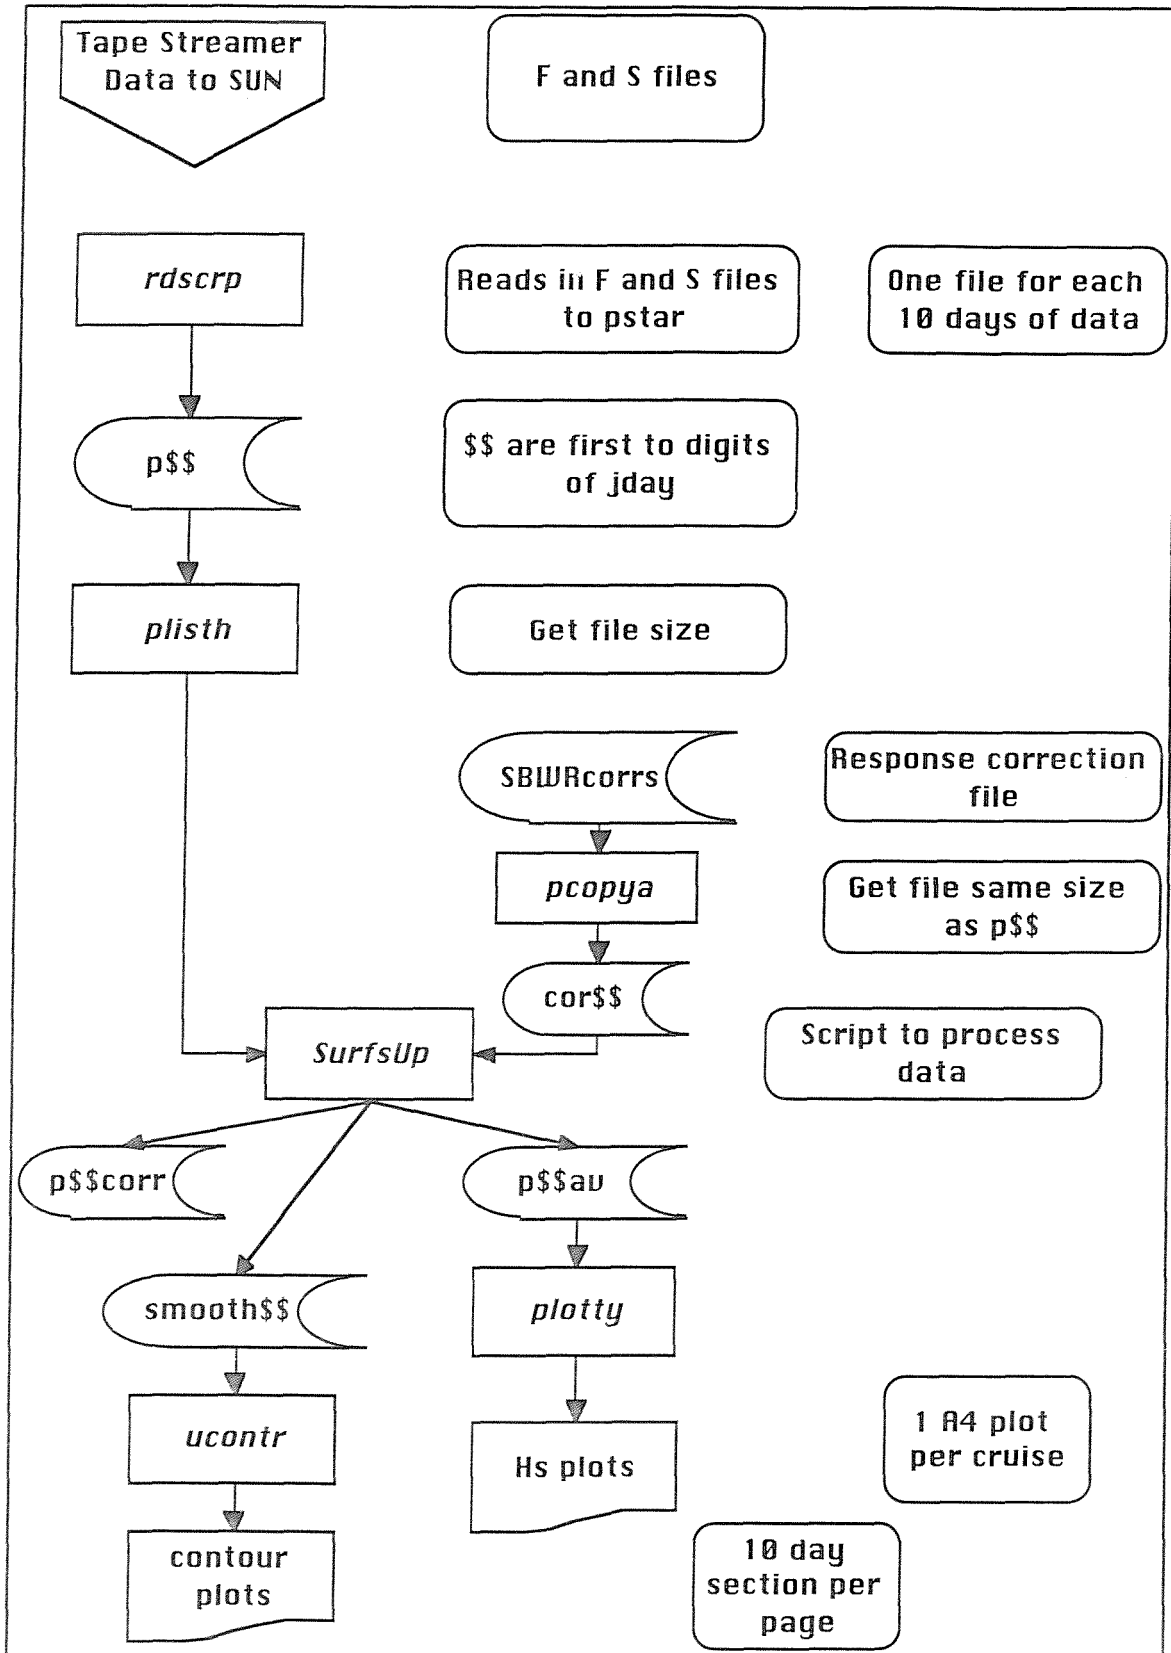 Tape Streamer
Data to SUN
F and S files
rdscrp
Reads in F and S files
to pstar
One file for each
10 days of data
p$$
$$ are first to digits
of jday
plisth
Get file size
SBWRcorrs
Response correction
file
pcopya
Get file same size
as p$$
cor$$
SurfsUp
Script to process
data
p$$corr
p$$av
smooth$$
plotty
ucontr
Hs plots
1 A4 plot
per cruise
contour
plots
10 day
section per
page